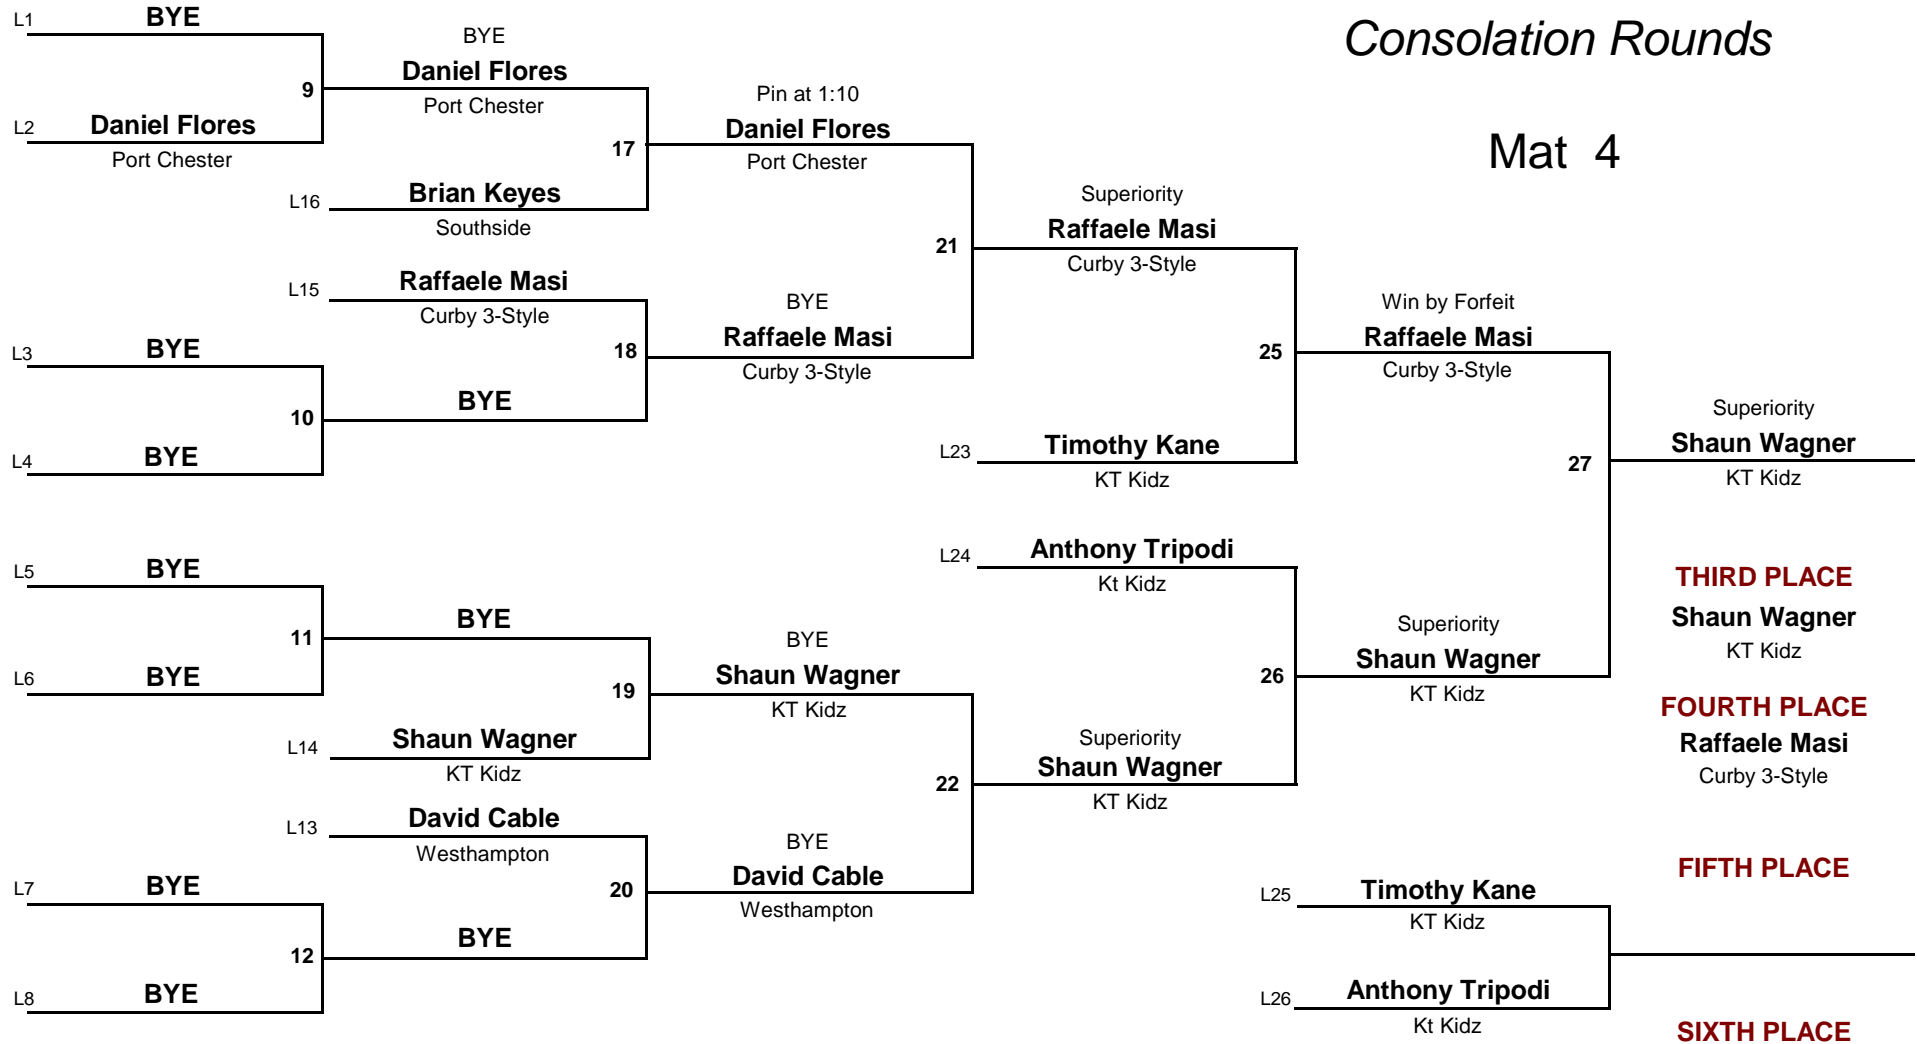 Consolation Rounds
Mat 4
L1
BYE
9
L2
Daniel Flores
Port Chester
BYE
Daniel Flores
Port Chester
17
L16
Brian Keyes
Southside
Pin at 1:10
Daniel Flores
Port Chester
L15
Raffaele Masi
Curby 3-Style
18
L3
BYE
10
BYE
L4
BYE
BYE
Raffaele Masi
Curby 3-Style
21
Superiority
Raffaele Masi
Curby 3-Style
25
L23
Timothy Kane
KT Kidz
Win by Forfeit
Raffaele Masi
Curby 3-Style
27
Superiority
Shaun Wagner
KT Kidz
L5
BYE
11
BYE
L6
BYE
19
L14
Shaun Wagner
KT Kidz
BYE
Shaun Wagner
KT Kidz
L13
David Cable
Westhampton
20
L7
BYE
12
BYE
L8
BYE
BYE
David Cable
Westhampton
22
L24
Anthony Tripodi
Kt Kidz
26
Superiority
Shaun Wagner
KT Kidz
Superiority
Shaun Wagner
KT Kidz
THIRD PLACE
Shaun Wagner
KT Kidz
FOURTH PLACE
Raffaele Masi
Curby 3-Style
L25
Timothy Kane
KT Kidz
L26
Anthony Tripodi
Kt Kidz
FIFTH PLACE
SIXTH PLACE